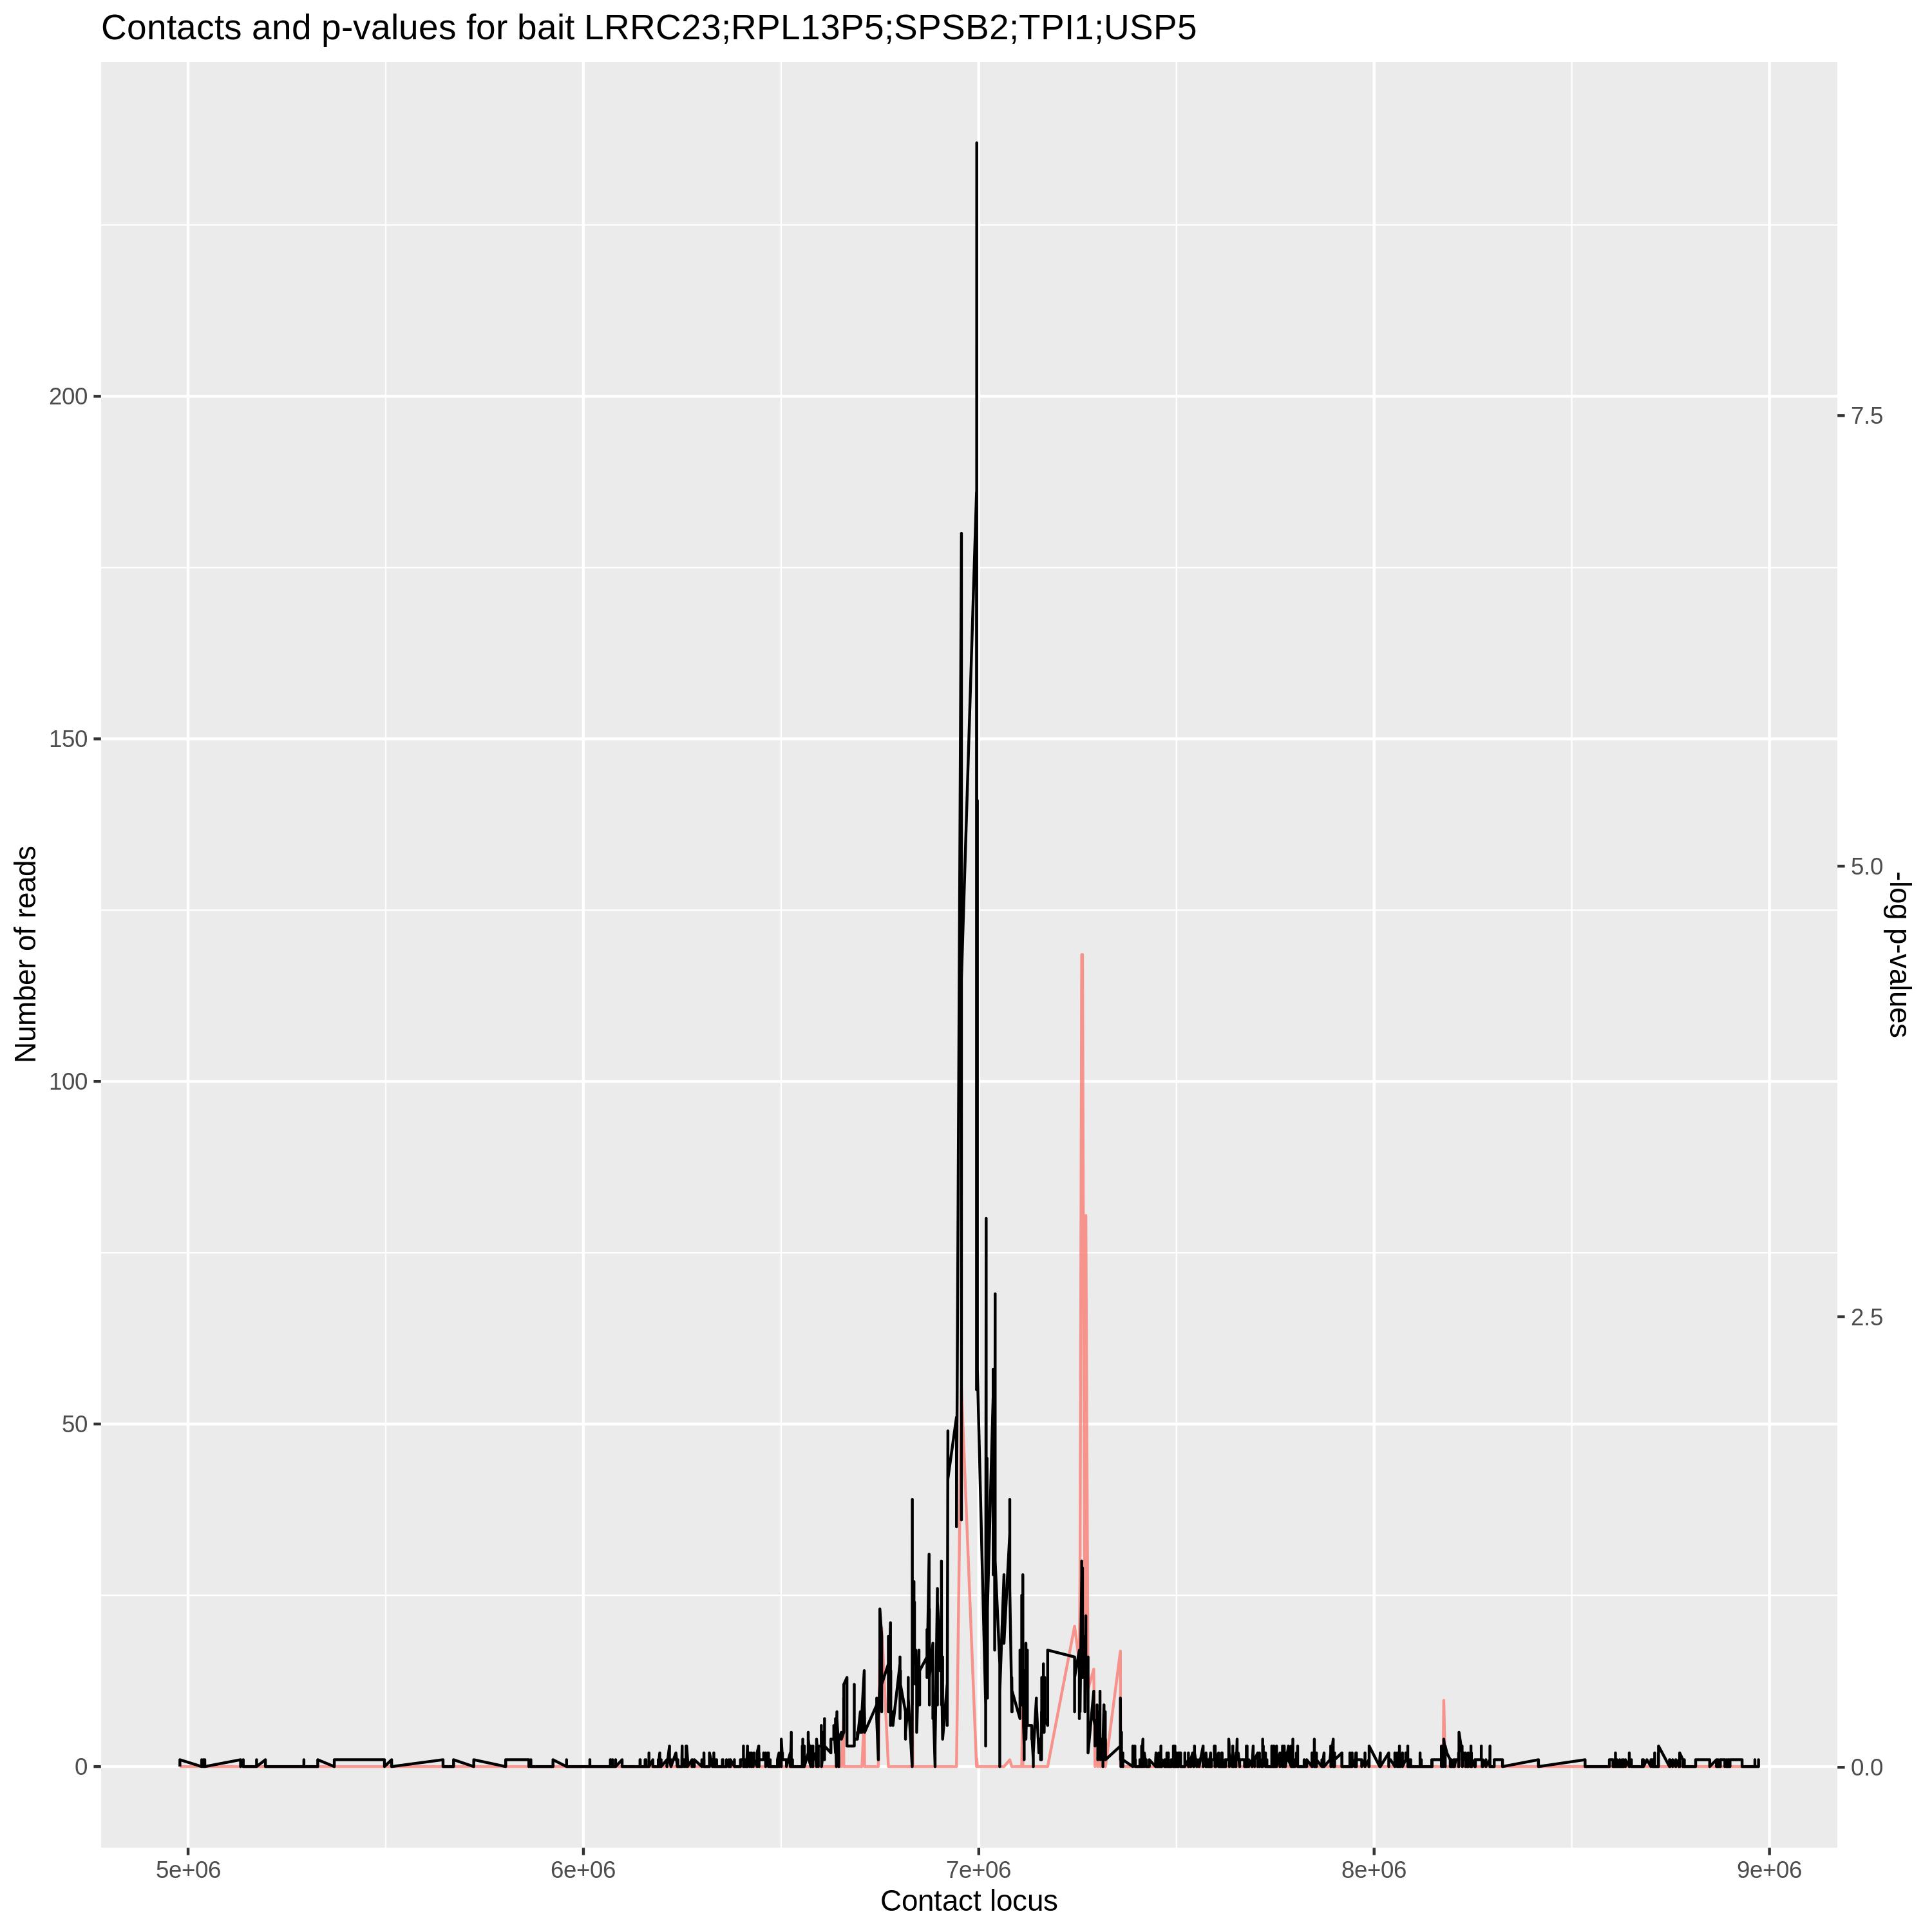 Contacts and p-values for bait LRRC23;RPL13P5;SPSB2;TPI1;USP5
Number of reads
200
150
100
50
0
7.5
5.0
2.5
0.0
-log p-values
5e+06
6e+06
7e+06
8e+06
9e+06
Contact locus